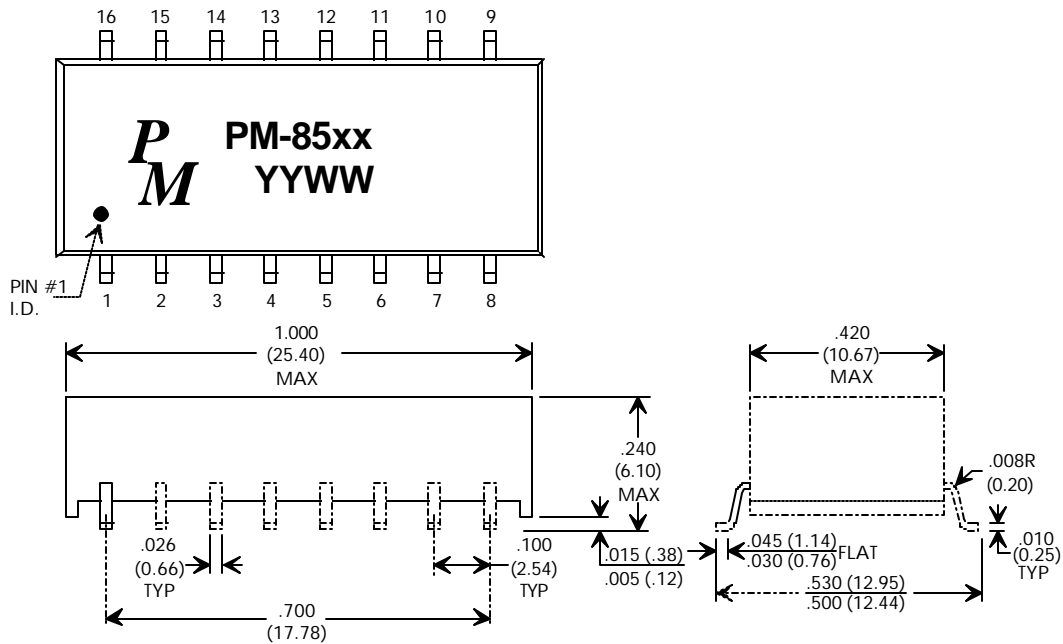 16 15 14 13 12 11 10 9
P
M
PM-85xx
YYWW
PIN #1
I.D.
1 2 3 4 5 6 7 8
1.000
(25.40)
MAX
.420
(10.67)
MAX
.240
(6.10)
MAX
.008R
(0.20)
.026
(0.66)
TYP
.100
(2.54)
TYP
.015 (.38)
.005 (.12)
.045 (1.14)
.030 (0.76)
FLAT
.010
(0.25)
TYP
.700
(17.78)
.530 (12.95)
.500 (12.44)